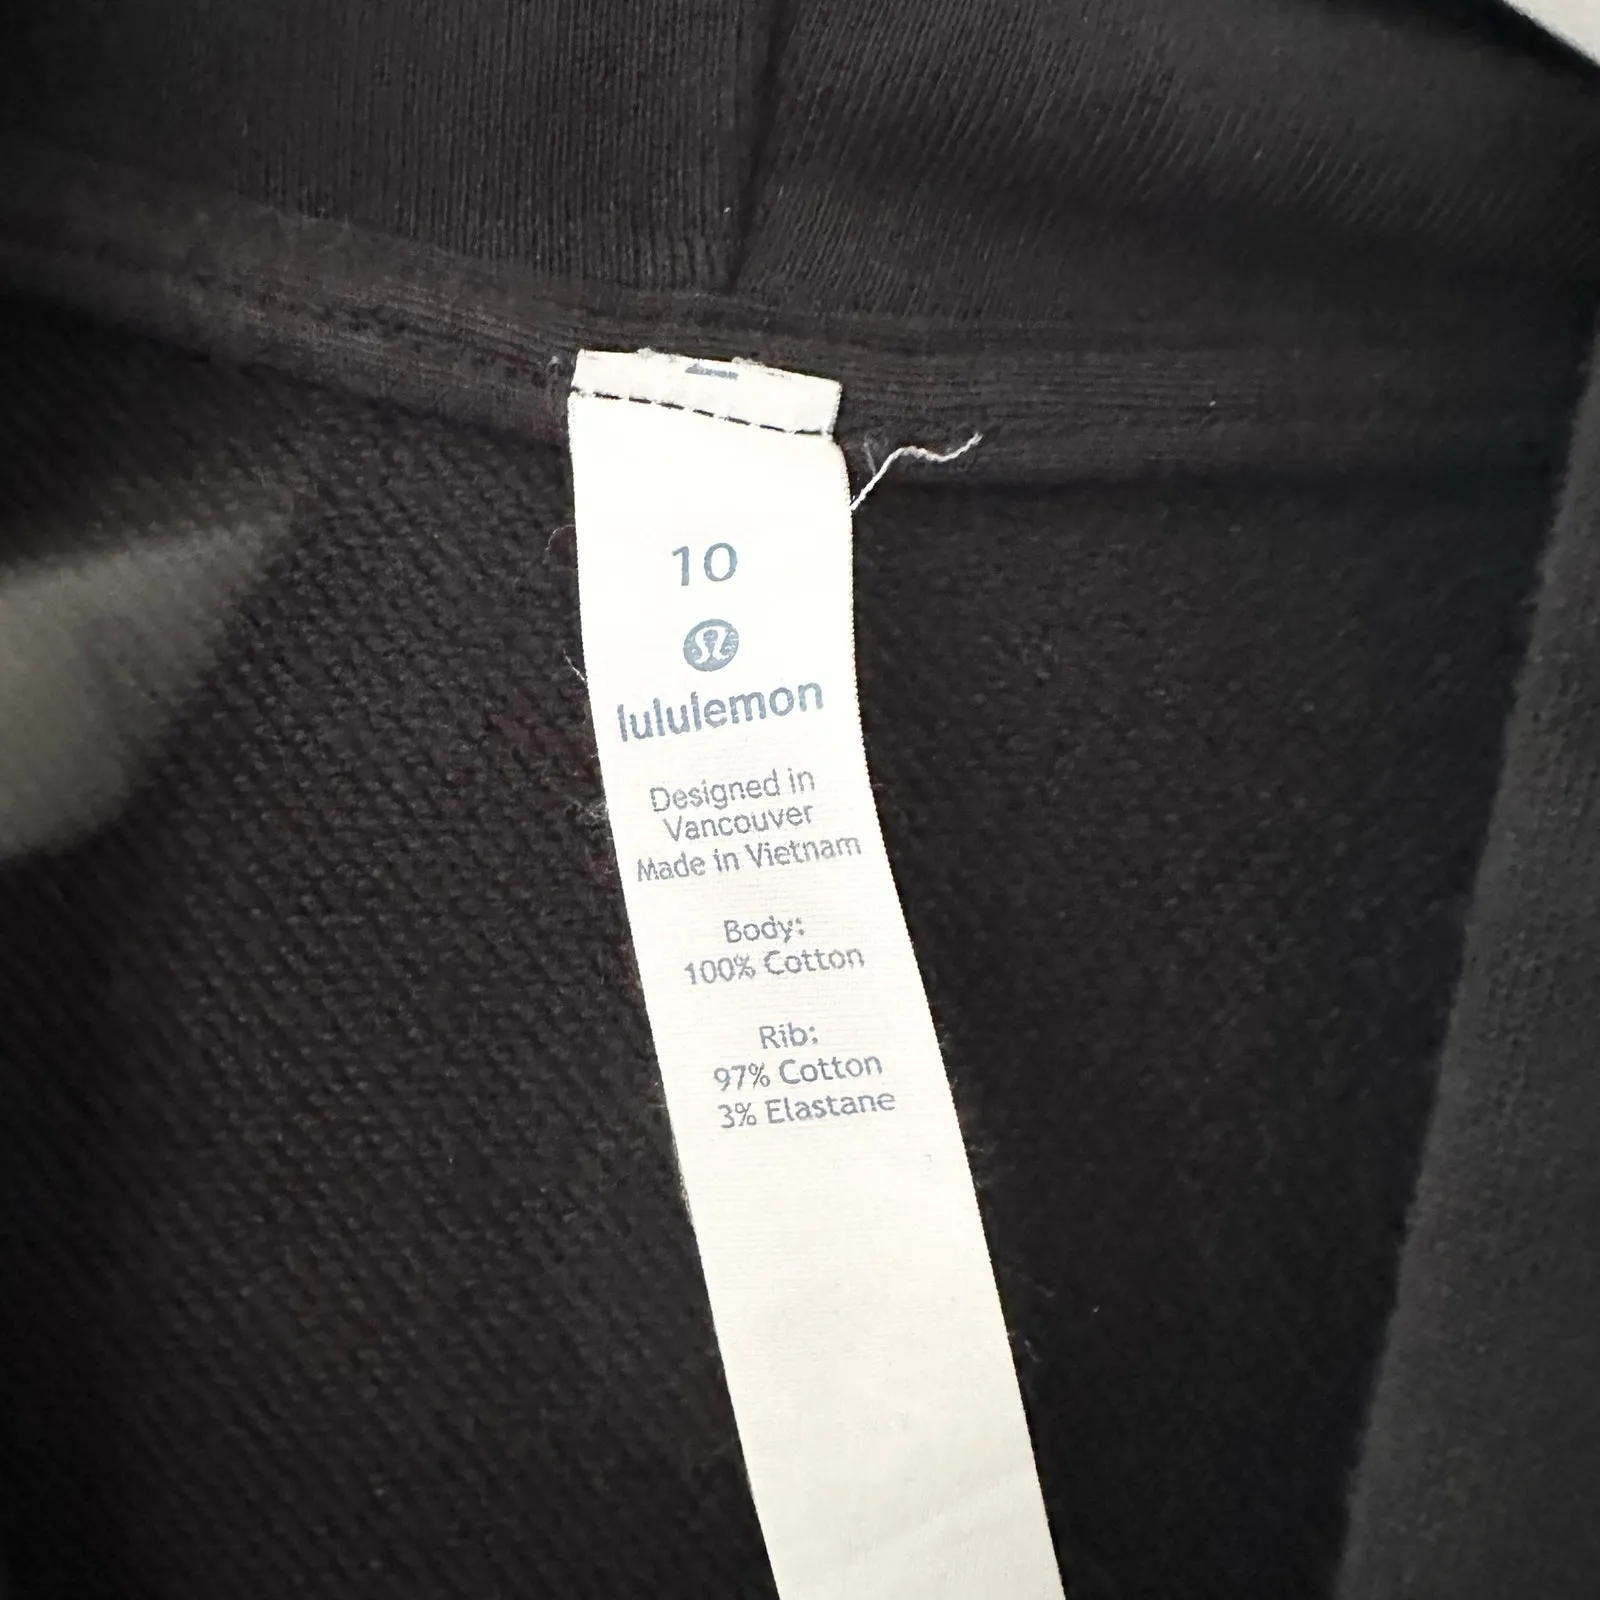 10
lululemon
Designed in
Vancouver
Made in Vietnam
Body:
100% Cotton
Rib:
97% Cotton
3% Elastane